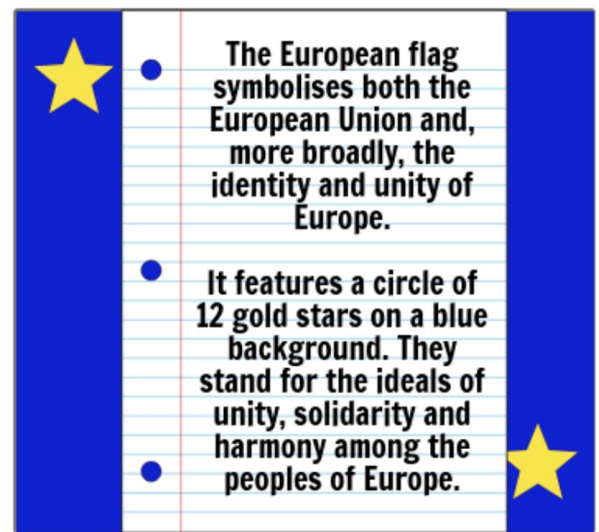 The European flag
symbolises both the
European Union and,
more broadly, the
identity and unity of
Europe.
It features a circle of
12 gold stars on a blue
background. They
stand for the ideals of
unity, solidarity and
harmony among the
peoples of Europe.